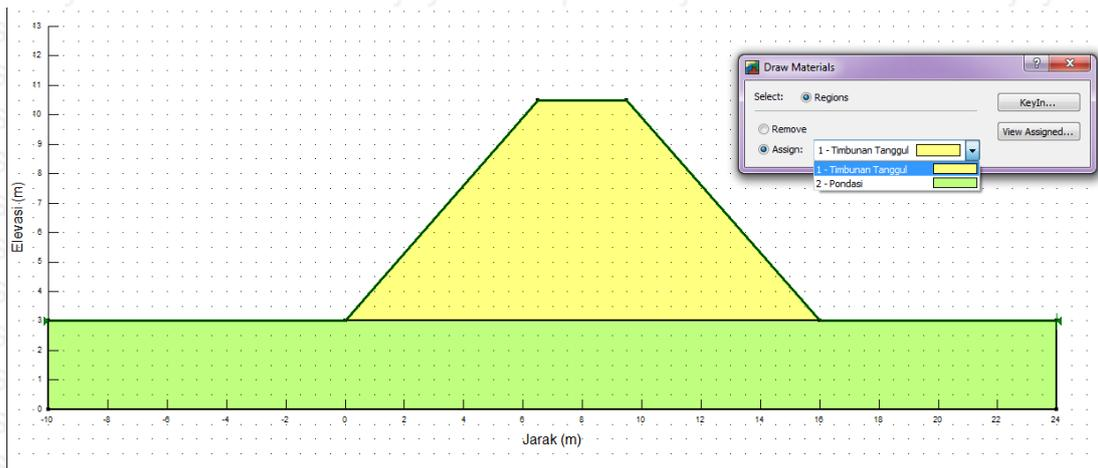 13
12
11
10
9
8
7
6
5
4
3
2
1
0
Elevasi (m)
-10 -8 -6 -4 -2 0 2 4 6 8 10 12 14 16 18 20 22 24
Jarak (m)
Draw Materials
?
X
Select: Regions
KeyIn...
Remove
View Assigned...
Assign: 1 - Timbunan Tanggul
1 - Timbunan Tanggul
2 - Pondasi